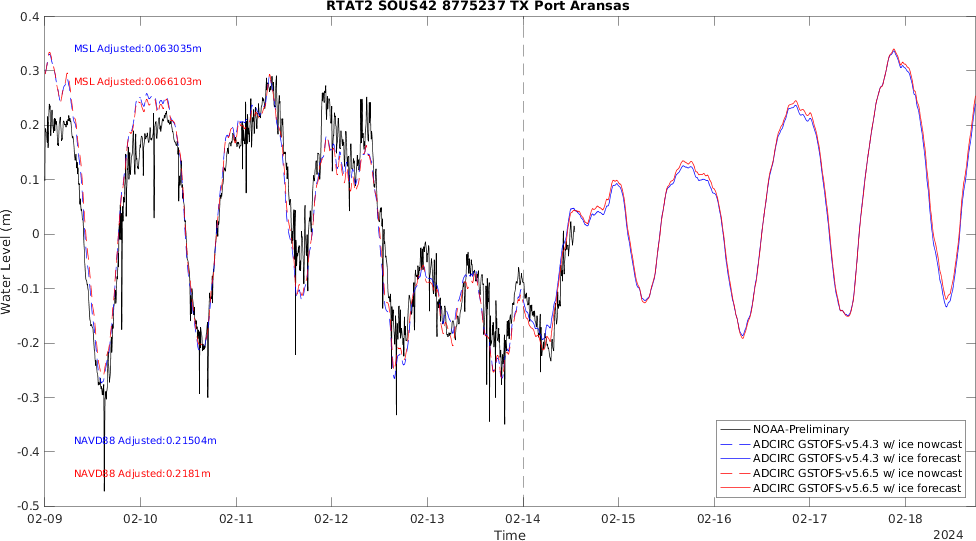 RTAT2 SOUS42 8775237 TX Port Aransas
0.4
0.3
0.2
0.1
0
-0.1
-0.2
-0.3
-0.4
-0.5
Water Level (m)
MSL Adjusted:0.063035m
MSL Adjusted:0.066103m
NAVD88 Adjusted:0.21504m
NAVD88 Adjusted:0.2181m
NOAA-Preliminary
ADCIRC GSTOFS-v5.4.3 w/ ice nowcast
ADCIRC GSTOFS-v5.4.3 w/ ice forecast
ADCIRC GSTOFS-v5.6.5 w/ ice nowcast
ADCIRC GSTOFS-v5.6.5 w/ ice forecast
02-09 02-10 02-11 02-12 02-13 02-14 02-15 02-16 02-17 02-18
Time
2024